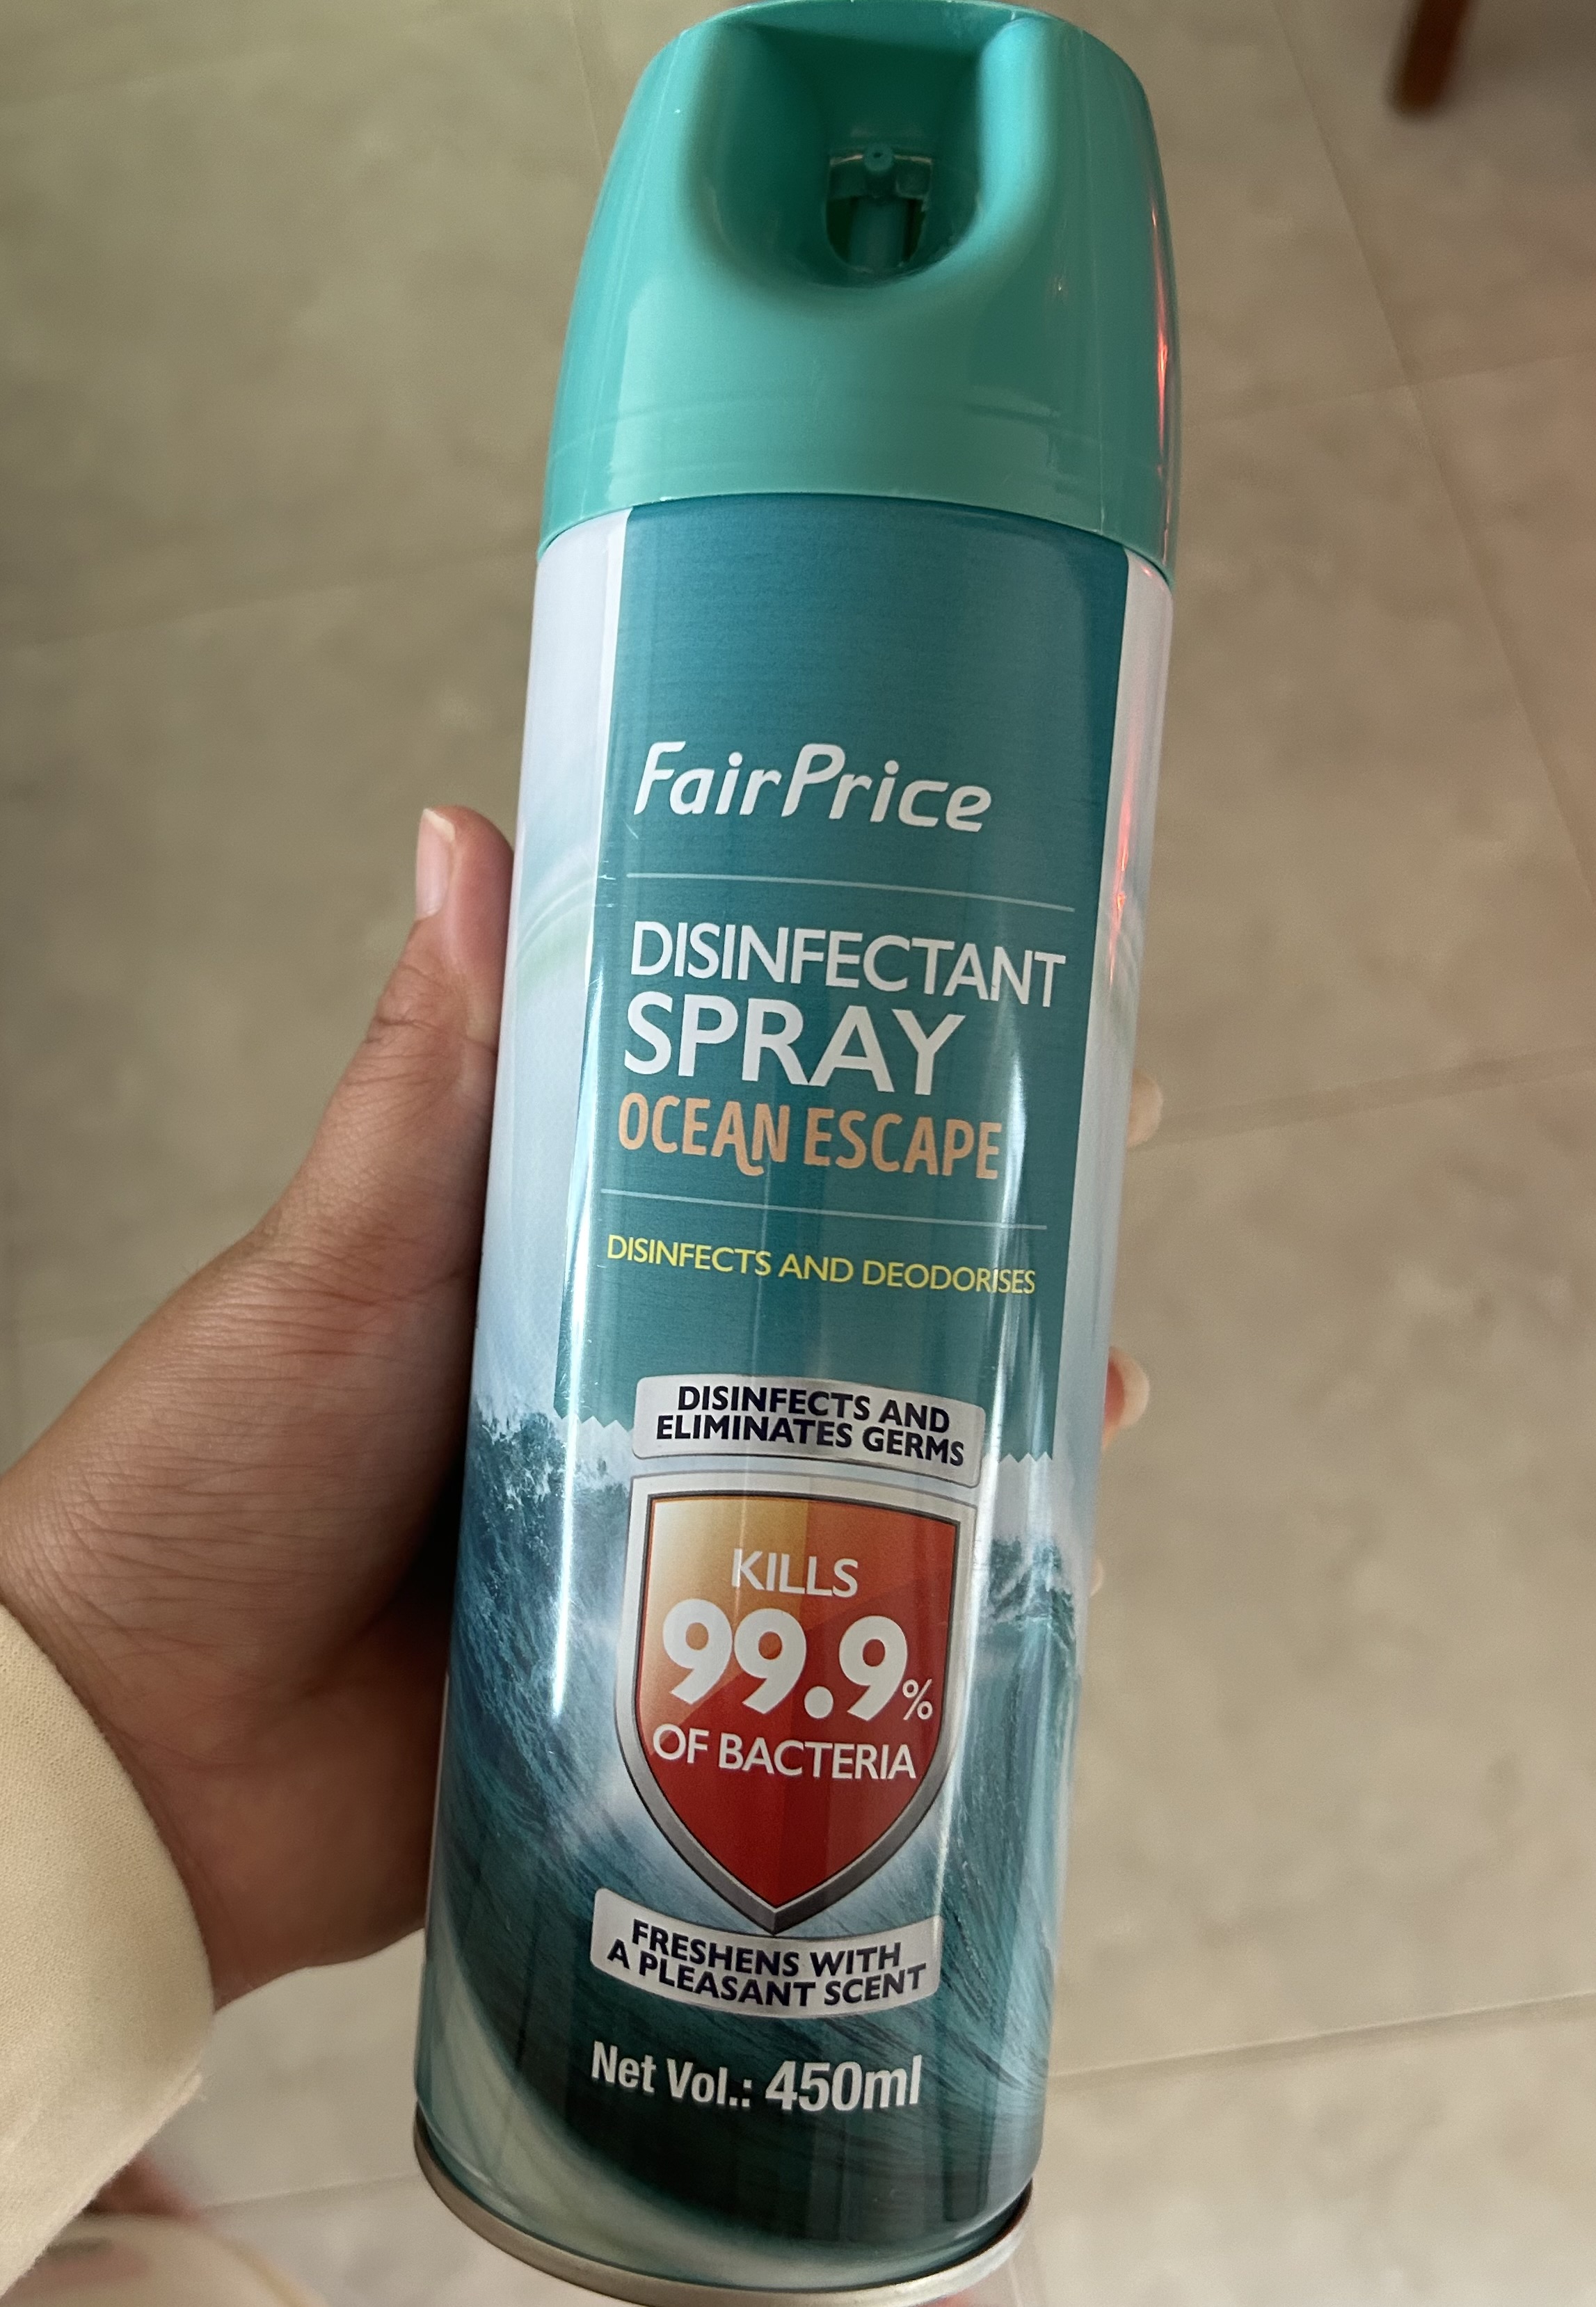 FairPrice
DISINFECTANT
SPRAY
OCEAN ESCAPE
DISINFECTS AND DEODORISES
DISINFECTS AND
ELIMINATES GERMS
KILLS
99.9%
OF BACTERIA
FRESHENS WITH
A PLEASANT SCENT
Net Vol.: 450ml